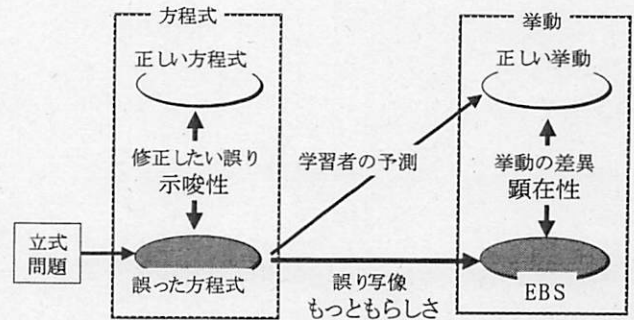 方程式
挙動
正しい方程式
正しい挙動
修正したい誤り
示唆性
学習者の予測
挙動の差異
顕在性
立式
問題
誤った方程式
誤り写像
もっともらしさ
EBS